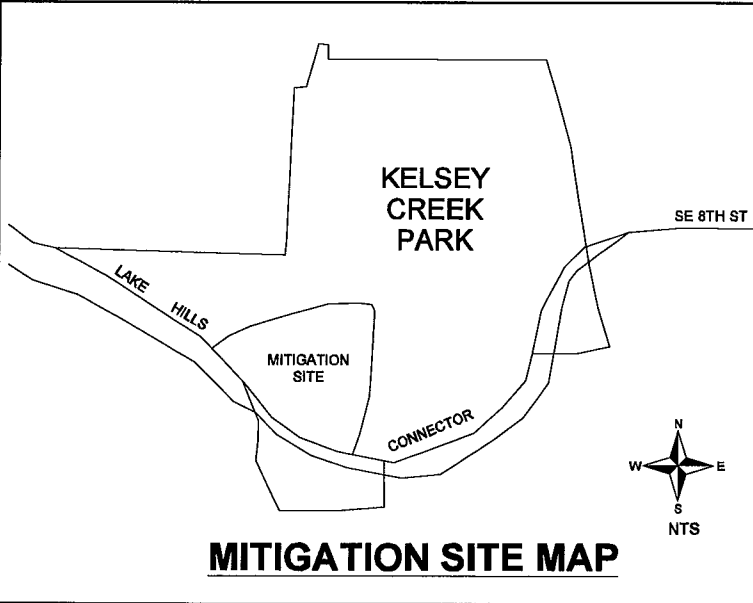 KELSEY
CREEK
PARK
SE 8TH ST
LAKE
HILLS
MITIGATION
SITE
CONNECTOR
N
W
E
S
NTS
MITIGATION SITE MAP